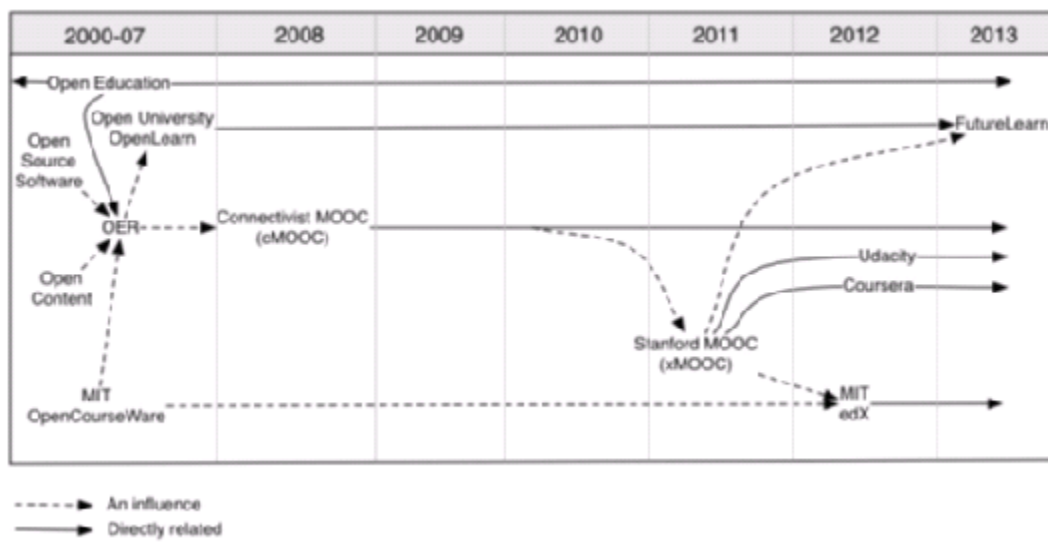 2000-07 2008 2009 2010 2011 2012 2013
Open Education
Open University
OpenLearn
FutureLearn
Open
Source
Software
OER
Connectivist MOOC
(cMOOC)
Udacity
Open
Content
Coursera
Stanford MOOC
(xMOOC)
MIT
OpenCourseWare
MIT
edX
An influence
Directly related